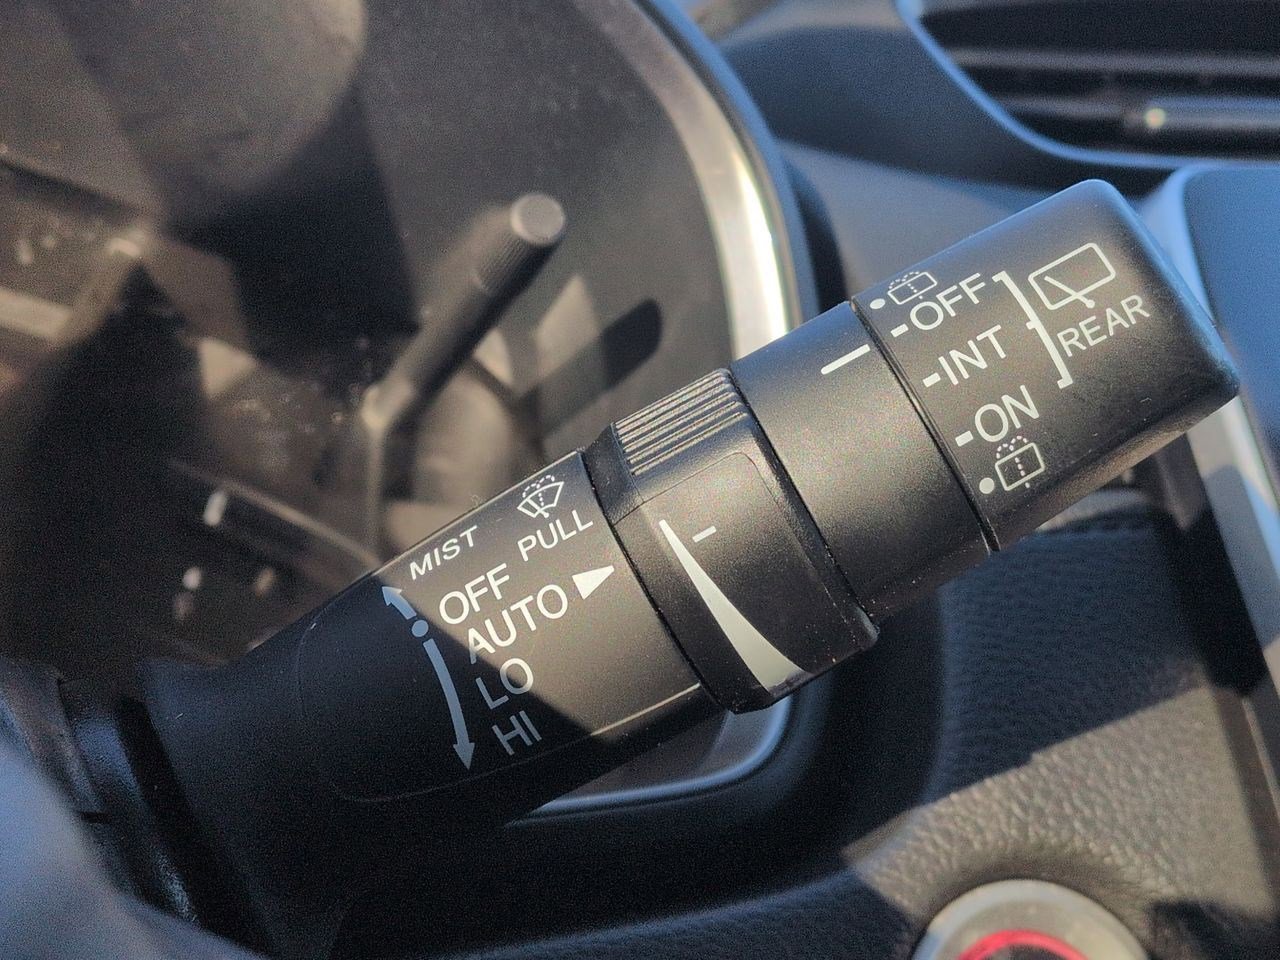 MIST
PULL
OFF
AUTO
LO
HI
-OFF
-INT
-ON
REAR